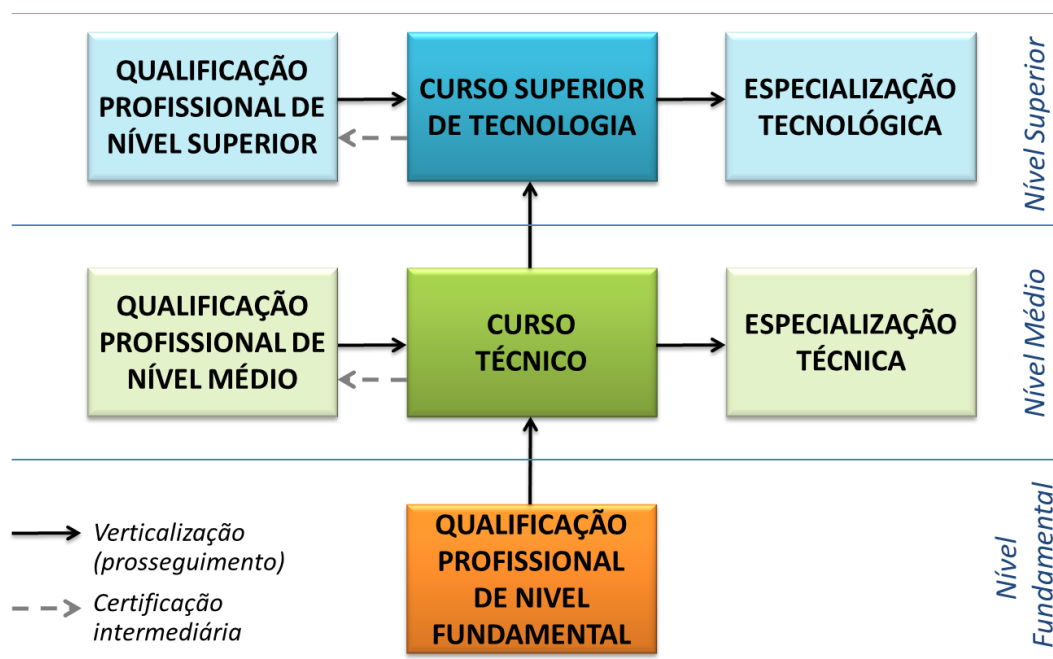 QUALIFICAÇÃO
PROFISSIONAL DE
NÍVEL SUPERIOR
CURSO SUPERIOR
DE TECNOLOGIA
ESPECIALIZAÇÃO
TECNOLÓGICA
Nível Superior
QUALIFICAÇÃO
PROFISSIONAL DE
NÍVEL MÉDIO
CURSO
TÉCNICO
ESPECIALIZAÇÃO
TÉCNICA
Nível Médio
QUALIFICAÇÃO
PROFISSIONAL
DE NIVEL
FUNDAMENTAL
Nível
Fundamental
Verticalização
(prosseguimento)
Certificação
intermediária